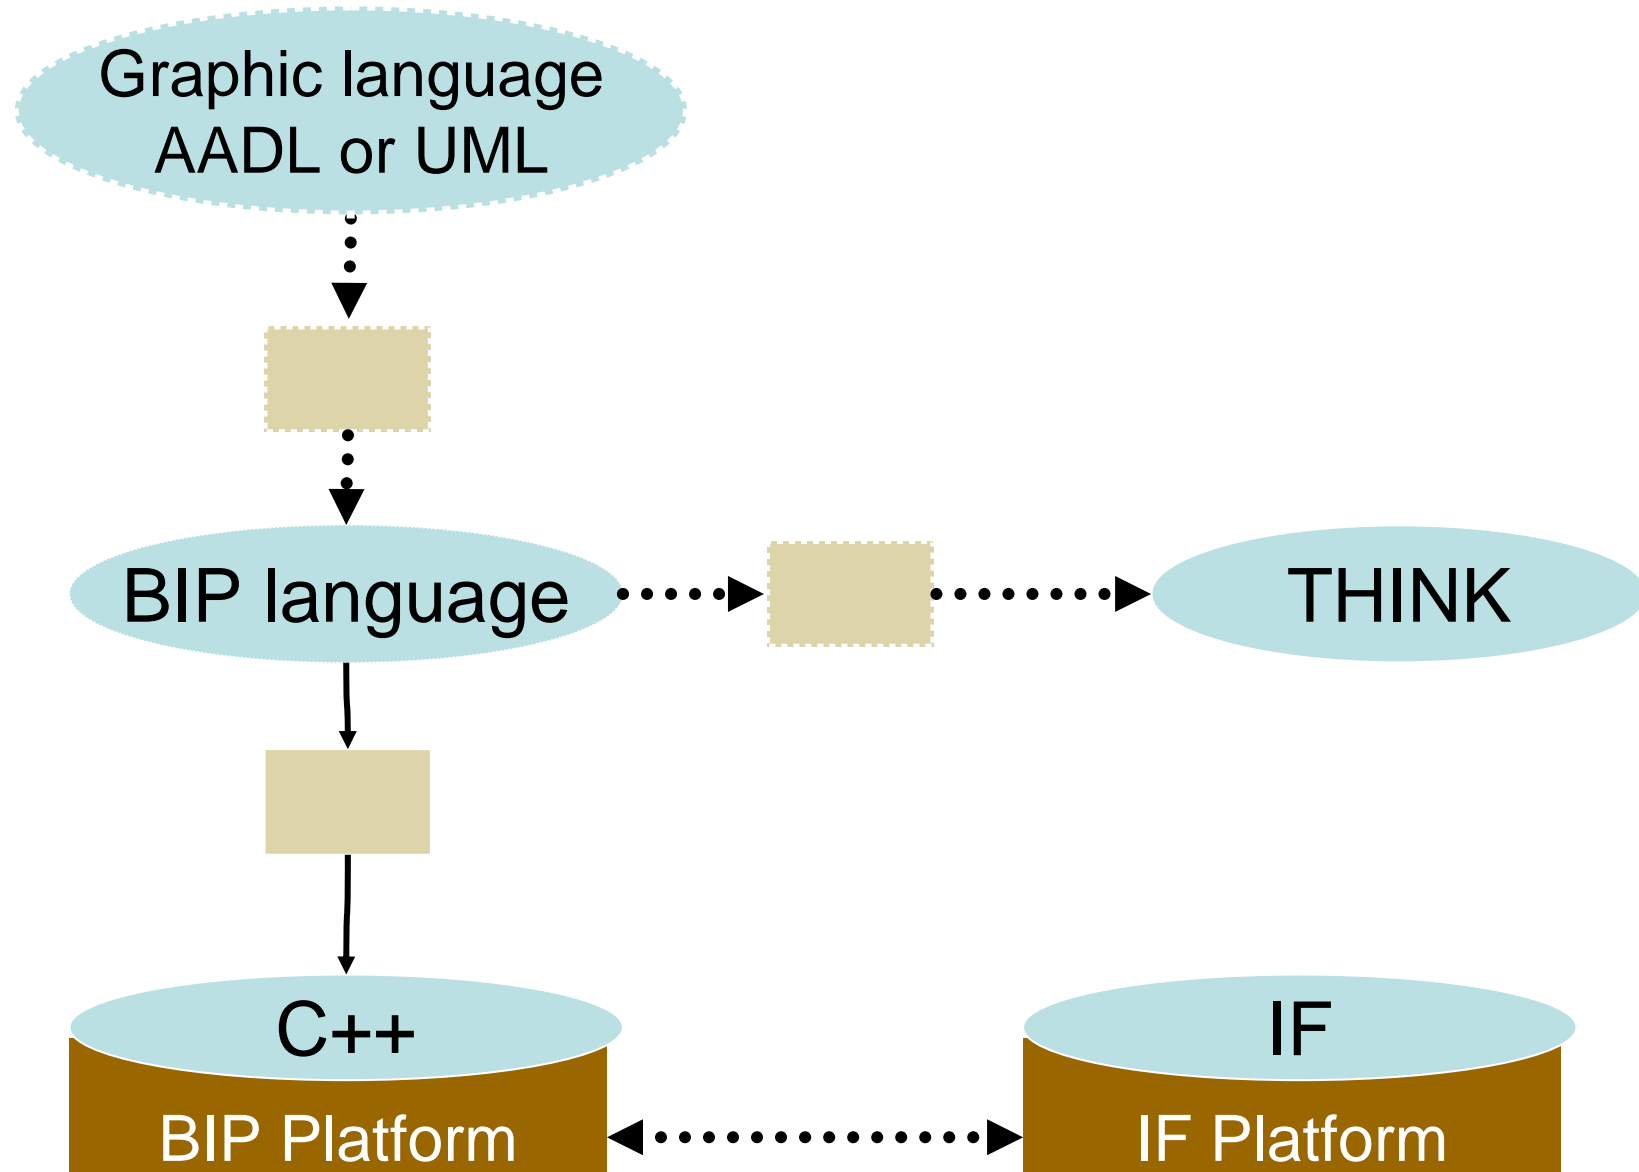 Graphic language
AADL or UML
BIP language
THINK
C++
IF
BIP Platform
IF Platform